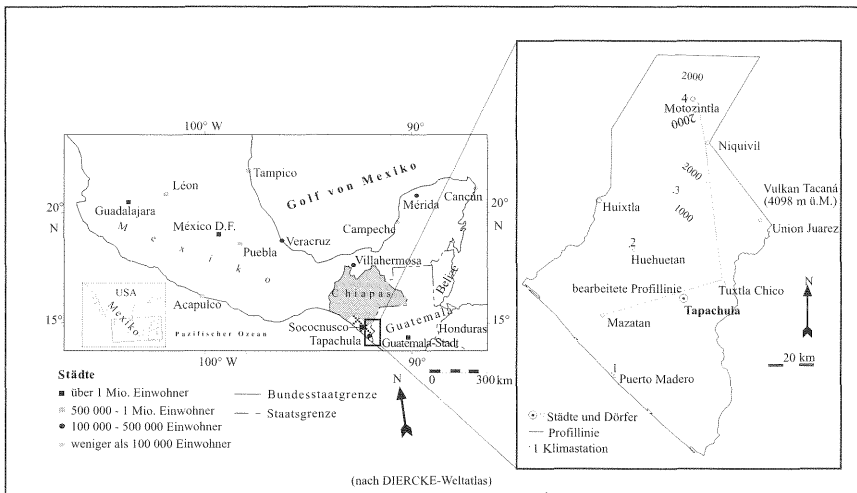 100° W
90°
Tampico
Golf von Mexiko
Léon
20°
Guadalajara
Mérida
Cancún
20°
N
México D.F.
Campeche
N
Mexiko
Puebla
Veracruz
Villahermosa
Chiapas
Belize
USA
Mexiko
Acapulco
15°
Pazifischer Ozean
Sococnusco
Tapachula
Guatemala
Honduras
Guatemala-Stadt
15°
100° W
90°
0 300 km
N
Städte
über 1 Mio. Einwohner
500 000 - 1 Mio. Einwohner
100 000 - 500 000 Einwohner
weniger als 100 000 Einwohner
Bundesstaatgrenze
Staatsgrenze
(nach DIERCKE-Weltatlas)
2000
4
Motozintla
2000
Niquivil
2000
3
Vulkan Tacaná
(4098 m ü.M.)
Huixtla
1000
Union Juarez
2
Huehuetan
bearbeitete Profillinie
Tuxtla Chico
N
Tapachula
Mazatan
20 km
1
Puerto Madero
Städte und Dörfer
Profillinie
1 Klimastation